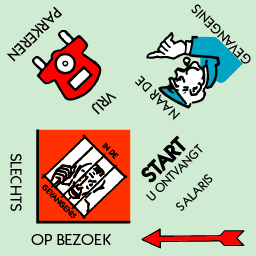 VRIJ
PARKEREN
NAAR DE
GEVANGENIS
IN DE
GEVANGENIS
SLECHTS
OP BEZOEK
START
U ONTVANGT
SALARIS